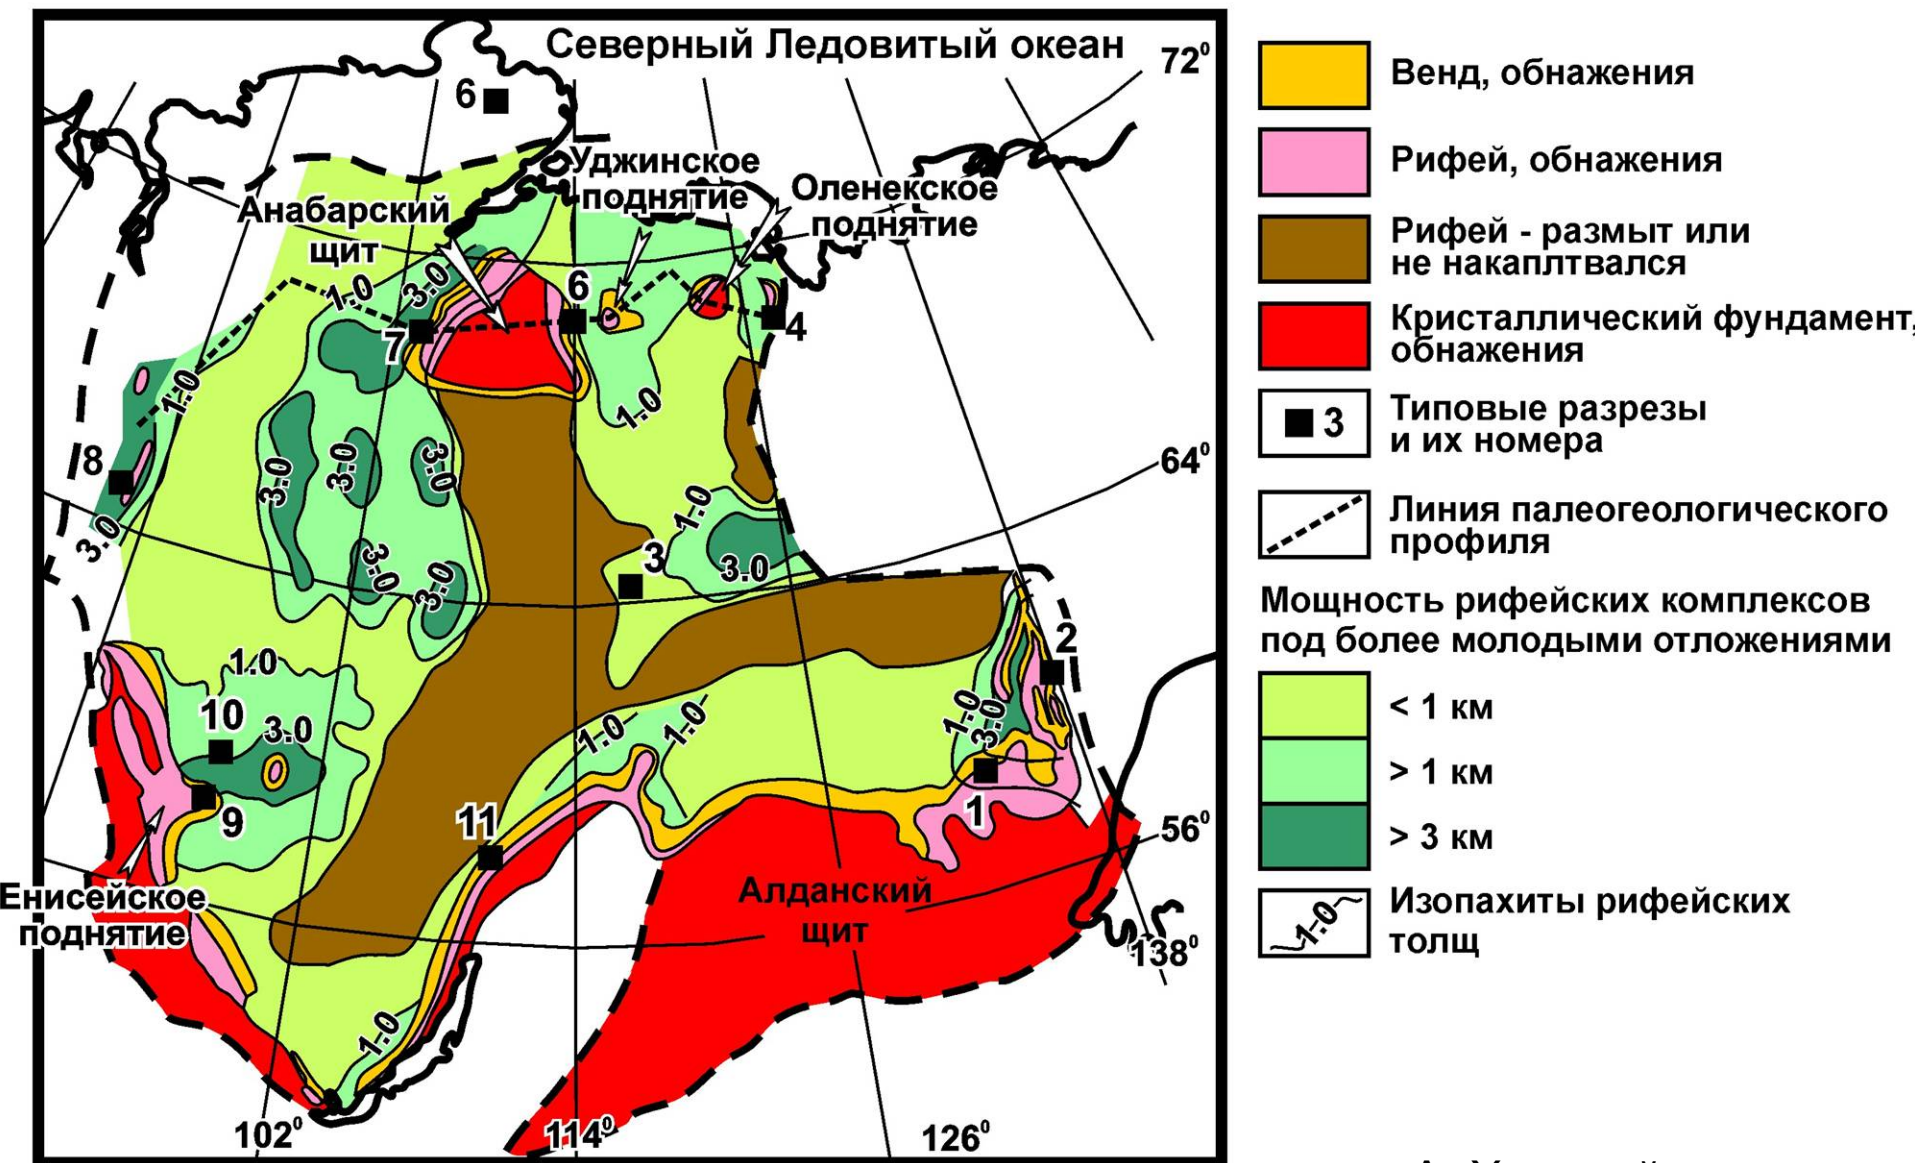 Северный Ледовитый океан
72⁰
6
Уджинское
поднятие
Оленекское
поднятие
Анабарский
щит
1.0
3.0
6
7
4
1.0
1.0
8
3.0
3.0
3.0
3.0
1.0
64⁰
3.0
3.0
3.0
3
1.0
2
10
3.0
1.0
1.0
1.0
3.0
9
11
1
56⁰
Енисейское
поднятие
Алданский
щит
138⁰
1.0
102⁰
114⁰
126⁰
Венд, обнажения
Рифей, обнажения
Рифей - размыт или
не накаплтвался
Кристаллический фундамент,
обнажения
3
Типовые разрезы
и их номера
Линия палеогеологического
профиля
Мощность рифейских комплексов
под более молодыми отложениями
< 1 км
> 1 км
> 3 км
1.0
Изопахиты рифейских
толщ